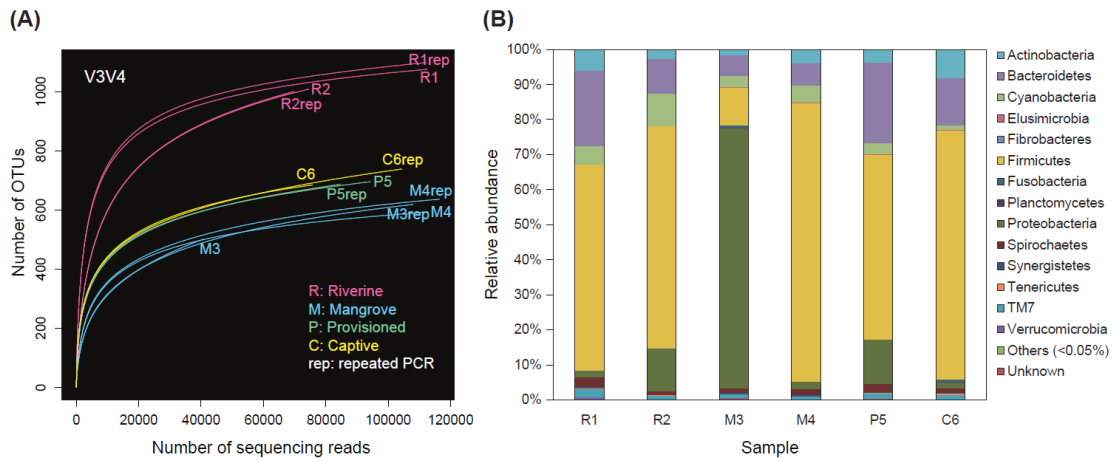 (A)
V3V4
R1rep
R1
R2
R2rep
C6rep
C6
P5
P5rep
M4rep
M4
M3rep
M3
R: Riverine
M: Mangrove
P: Provisioned
C: Captive
rep: repeated PCR
Number of OTUs
1000
800
600
400
200
0
0 20000 40000 60000 80000 100000 120000
Number of sequencing reads
(B)
Relative abundance
100%
90%
80%
70%
60%
50%
40%
30%
20%
10%
0%
R1 R2 M3 M4 P5 C6
Sample
Actinobacteria
Bacteroidetes
Cyanobacteria
Elusimicrobia
Fibrobacteres
Firmicutes
Fusobacteria
Planctomycetes
Proteobacteria
Spirochaetes
Synergistetes
Tenericutes
TM7
Verrucomicrobia
Others (<0.05%)
Unknown